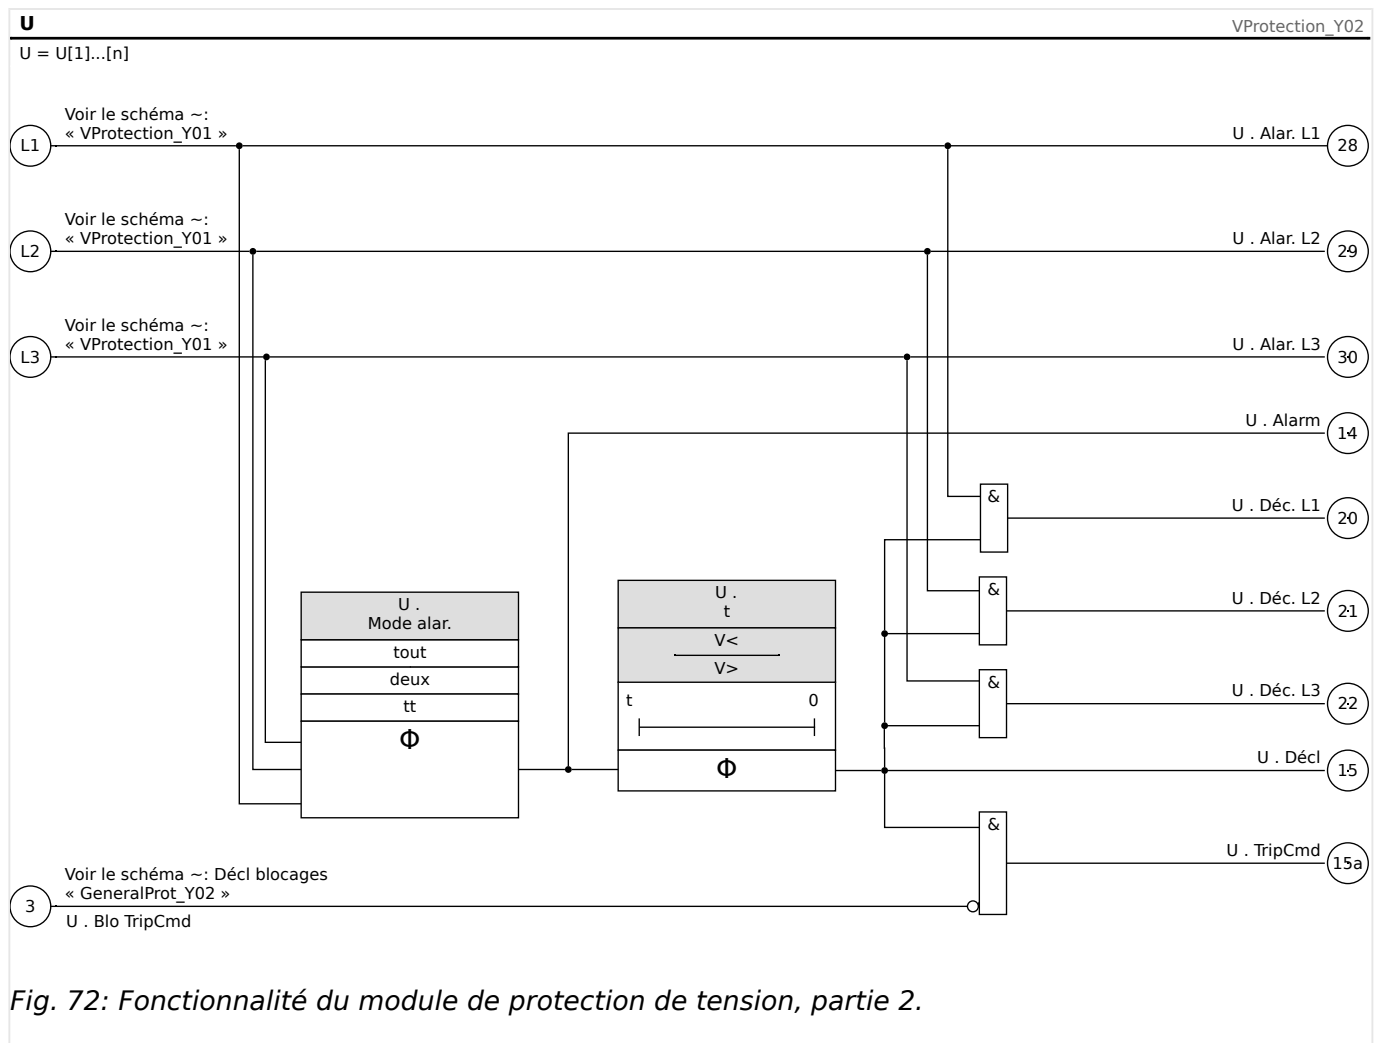 U
VProtection_Y02
U = U[1]...[n]
Voir le schéma ~:
« VProtection_Y01 »
L1
U . Alar. L1
28
Voir le schéma ~:
« VProtection_Y01 »
L2
U . Alar. L2
29
Voir le schéma ~:
« VProtection_Y01 »
L3
U . Alar. L3
30
U . Alarm
14
&
U . Déc. L1
20
&
U . Déc. L2
21
&
U . Déc. L3
22
U .
Mode alar.
tout
deux
tt
Φ
U .
t
V<
V>
t 0
Φ
U . Décl
15
&
U . TripCmd
15a
Voir le schéma ~: Décl blocages
« GeneralProt_Y02 »
3
U . Blo TripCmd
Fig. 72: Fonctionnalité du module de protection de tension, partie 2.